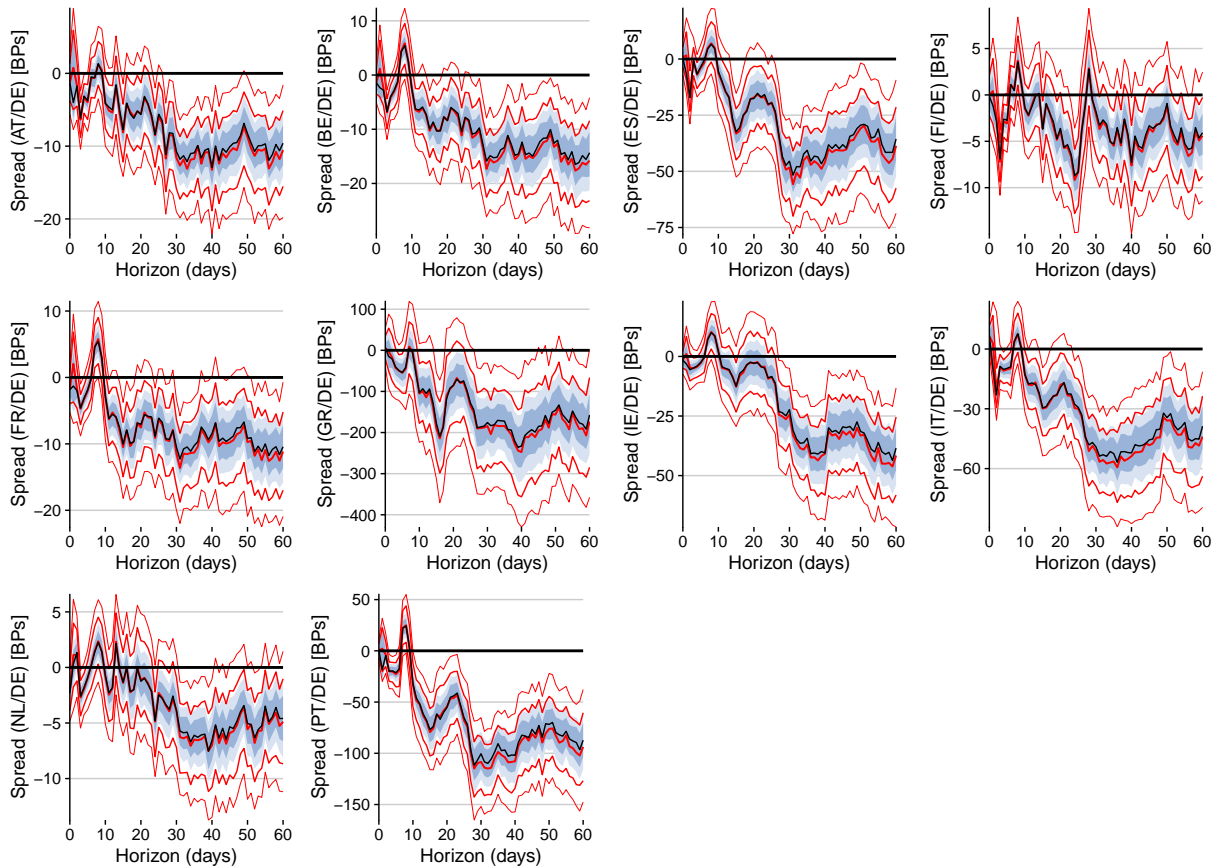 Spread (AT/DE) [BPs]
0
−10
−20
0 10 20 30 40 50 60
Horizon (days)
Spread (BE/DE) [BPs]
10
0
−10
−20
0 10 20 30 40 50 60
Horizon (days)
Spread (ES/DE) [BPs]
0
−25
−50
−75
0 10 20 30 40 50 60
Horizon (days)
Spread (FI/DE) [BPs]
5
0
−5
−10
0 10 20 30 40 50 60
Horizon (days)
Spread (FR/DE) [BPs]
10
0
−10
−20
0 10 20 30 40 50 60
Horizon (days)
Spread (GR/DE) [BPs]
100
0
−100
−200
−300
−400
0 10 20 30 40 50 60
Horizon (days)
Spread (IE/DE) [BPs]
0
−25
−50
0 10 20 30 40 50 60
Horizon (days)
Spread (IT/DE) [BPs]
0
−30
−60
0 10 20 30 40 50 60
Horizon (days)
Spread (NL/DE) [BPs]
5
0
−5
−10
0 10 20 30 40 50 60
Horizon (days)
Spread (PT/DE) [BPs]
50
0
−50
−100
−150
0 10 20 30 40 50 60
Horizon (days)